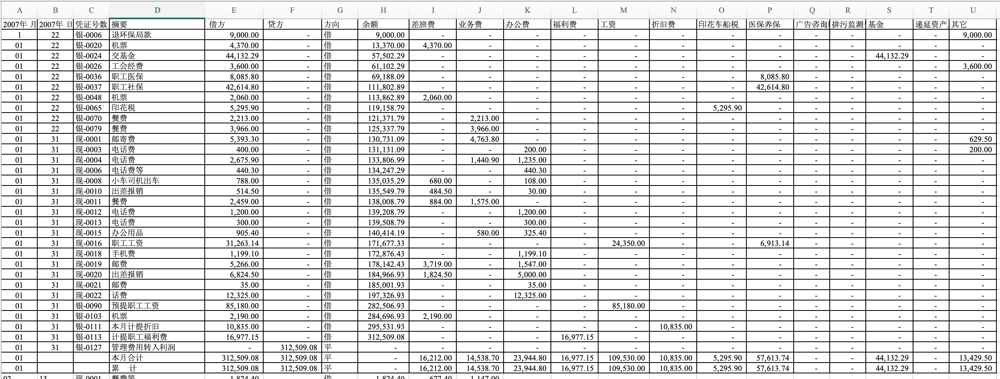 A B C D E F G H I J K L M N O P Q R S T U
2007年 月 2007年 日 凭证号数 摘要 借方 贷方 方向 余额 差旅费 业务费 办公费 福利费 工资 折旧费 印花车船税 医保养保 广告咨询 排污监测 基金 递延资产 其它
1 22 银-0006 退环保局款 9,000.00 - 借 9,000.00 - - - - - - - - - - - - 9,000.00
01 22 银-0020 机票 4,370.00 - 借 13,370.00 4,370.00 - - - - - - - - - - - -
01 22 银-0024 交基金 44,132.29 - 借 57,502.29 - - - - - - - - - - 44,132.29 - -
01 22 银-0026 工会经费 3,600.00 - 借 61,102.29 - - - - - - - - - - - - 3,600.00
01 22 银-0036 职工医保 8,085.80 - 借 69,188.09 - - - - - - - 8,085.80 - - - - -
01 22 银-0037 职工社保 42,614.80 - 借 111,802.89 - - - - - - - 42,614.80 - - - - -
01 22 银-0048 机票 2,060.00 - 借 113,862.89 2,060.00 - - - - - - - - - - - -
01 22 银-0065 印花税 5,295.90 - 借 119,158.79 - - - - - - 5,295.90 - - - - - -
01 22 银-0070 餐费 2,213.00 - 借 121,371.79 - 2,213.00 - - - - - - - - - - -
01 22 银-0079 餐费 3,966.00 - 借 125,337.79 - 3,966.00 - - - - - - - - - - -
01 31 现-0001 邮寄费 5,393.30 - 借 130,731.09 - 4,763.80 - - - - - - - - - - 629.50
01 31 现-0003 电话费 400.00 - 借 131,131.09 - - 200.00 - - - - - - - - - 200.00
01 31 现-0004 电话费 2,675.90 - 借 133,806.99 - 1,440.90 1,235.00 - - - - - - - - - -
01 31 现-0006 电话费等 440.30 - 借 134,247.29 - - 440.30 - - - - - - - - - -
01 31 现-0008 小车司机出车 788.00 - 借 135,035.29 680.00 - 108.00 - - - - - - - - - -
01 31 现-0010 出差报销 514.50 - 借 135,549.79 484.50 - 30.00 - - - - - - - - - -
01 31 现-0011 餐费 2,459.00 - 借 138,008.79 884.00 1,575.00 - - - - - - - - - - -
01 31 现-0012 电话费 1,200.00 - 借 139,208.79 - - 1,200.00 - - - - - - - - - -
01 31 现-0013 电话费 300.00 - 借 139,508.79 - - 300.00 - - - - - - - - - -
01 31 现-0015 办公用品 905.40 - 借 140,414.19 - 580.00 325.40 - - - - - - - - - -
01 31 现-0016 职工工资 31,263.14 - 借 171,677.33 - - - - 24,350.00 - - 6,913.14 - - - - -
01 31 现-0018 手机费 1,199.10 - 借 172,876.43 - - 1,199.10 - - - - - - - - - -
01 31 现-0019 邮费 5,266.00 - 借 178,142.43 3,719.00 - 1,547.00 - - - - - - - - - -
01 31 现-0020 出差报销 6,824.50 - 借 184,966.93 1,824.50 - 5,000.00 - - - - - - - - - -
01 31 现-0021 邮费 35.00 - 借 185,001.93 - - 35.00 - - - - - - - - - -
01 31 现-0022 话费 12,325.00 - 借 197,326.93 - - 12,325.00 - - - - - - - - - -
01 31 银-0090 预提职工工资 85,180.00 - 借 282,506.93 - - - - 85,180.00 - - - - - - - -
01 31 银-0103 机票 2,190.00 - 借 284,696.93 2,190.00 - - - - - - - - - - - -
01 31 银-0111 本月计提折旧 10,835.00 - 借 295,531.93 - - - - - 10,835.00 - - - - - - -
01 31 银-0113 计提职工福利费 16,977.15 - 借 312,509.08 - - - 16,977.15 - - - - - - - - -
01 31 银-0127 管理费用转入利润 - 312,509.08 平 - - - - - - - - - - - - - -
01 本月合计 312,509.08 312,509.08 平 - 16,212.00 14,538.70 23,944.80 16,977.15 109,530.00 10,835.00 5,295.90 57,613.74 - - 44,132.29 - 13,429.50
01 累 计 312,509.08 312,509.08 平 - 16,212.00 14,538.70 23,944.80 16,977.15 109,530.00 10,835.00 5,295.90 57,613.74 - - 44,132.29 - 13,429.50
02 13 现-0001 餐费等 1,824.40 借 1,824.40 677.40 1,147.00